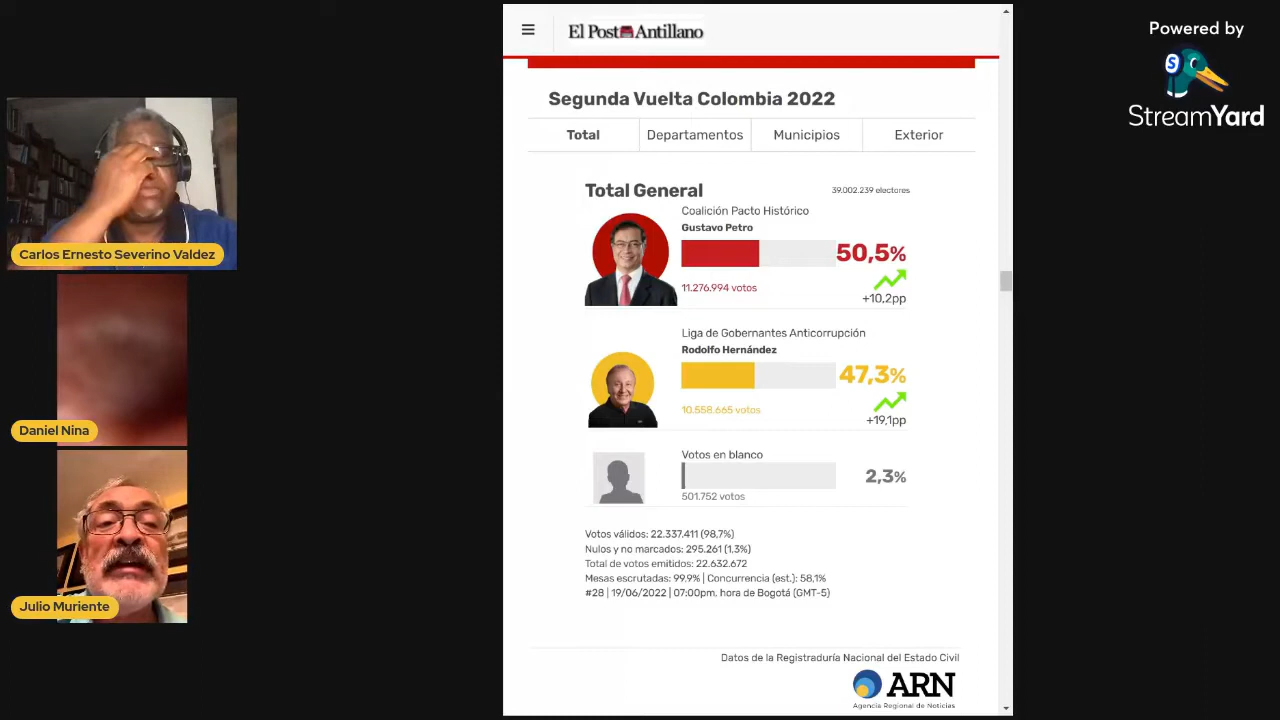 El Post Antillano
Powered by
StreamYard
Segunda Vuelta Colombia 2022
Total
Departamentos
Municipios
Exterior
Total General
39.002.239 electores
Coalición Pacto Histórico
Gustavo Petro
50,5%
11.276.994 votos
+10,2pp
Liga de Gobernantes Anticorrupción
Rodolfo Hernández
47,3%
10.558.665 votos
+19,1pp
Votos en blanco
2,3%
501.752 votos
Votos válidos: 22.337.411 (98,7%)
Nulos y no marcados: 295.261 (1,3%)
Total de votos emitidos: 22.632.672
Mesas escrutadas: 99.9% | Concurrencia (est.): 58,1%
#28 | 19/06/2022 | 07:00pm, hora de Bogotá (GMT-5)
Datos de la Registraduría Nacional del Estado Civil
ARN
Agencia Regional de Noticias
Carlos Ernesto Severino Valdez
Daniel Nina
Julio Muriente